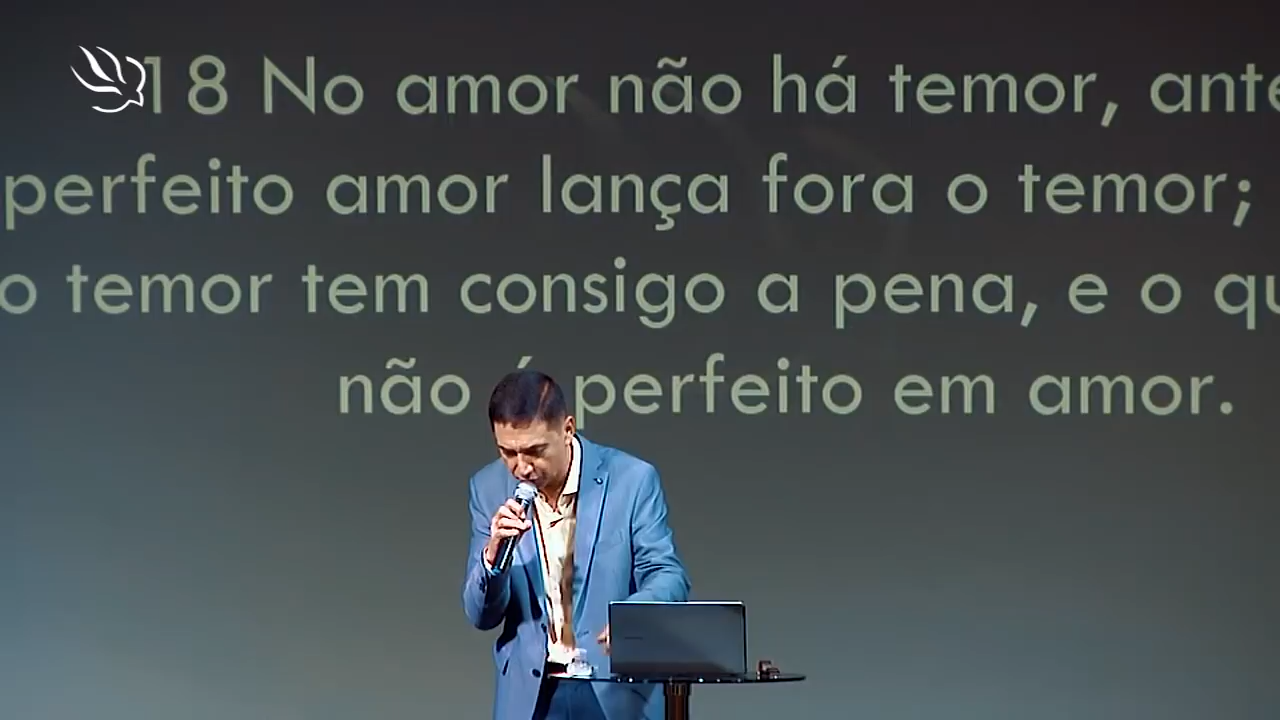 18 No amor não há temor, ante
perfeito amor lança fora o temor;
o temor tem consigo a pena, e o qu
não é perfeito em amor.